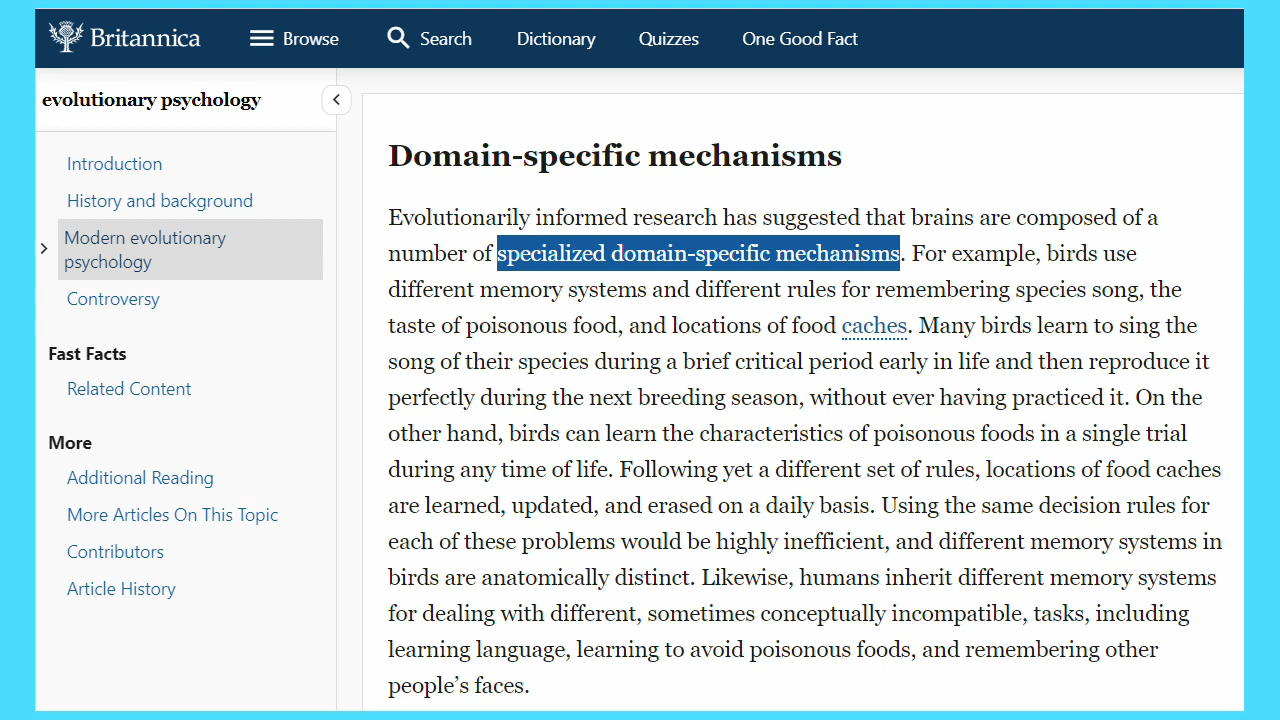 Britannica
Browse
Search
Dictionary
Quizzes
One Good Fact
evolutionary psychology
Introduction
History and background
Modern evolutionary
psychology
Controversy
Fast Facts
Related Content
More
Additional Reading
More Articles On This Topic
Contributors
Article History
Domain-specific mechanisms
Evolutionarily informed research has suggested that brains are composed of a
number of specialized domain-specific mechanisms. For example, birds use
different memory systems and different rules for remembering species song, the
taste of poisonous food, and locations of food caches. Many birds learn to sing the
song of their species during a brief critical period early in life and then reproduce it
perfectly during the next breeding season, without ever having practiced it. On the
other hand, birds can learn the characteristics of poisonous foods in a single trial
during any time of life. Following yet a different set of rules, locations of food caches
are learned, updated, and erased on a daily basis. Using the same decision rules for
each of these problems would be highly inefficient, and different memory systems in
birds are anatomically distinct. Likewise, humans inherit different memory systems
for dealing with different, sometimes conceptually incompatible, tasks, including
learning language, learning to avoid poisonous foods, and remembering other
people’s faces.